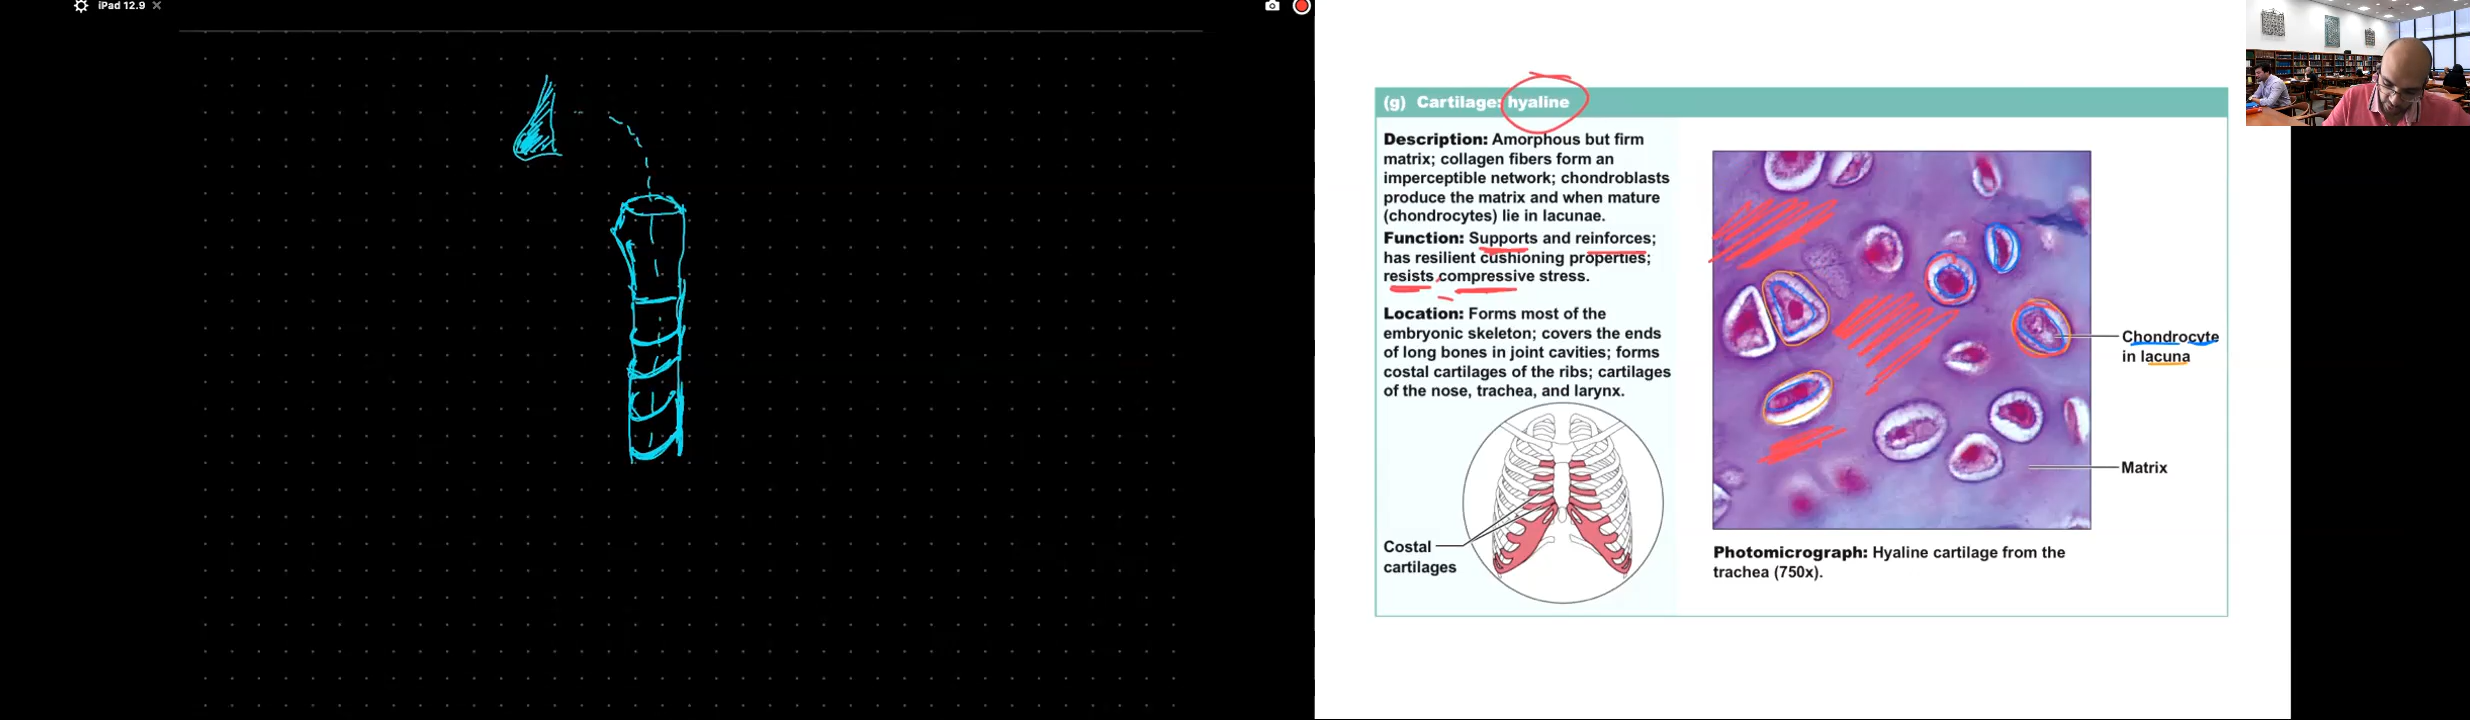 iPad 12.9
(g) Cartilage: hyaline
Description: Amorphous but firm
matrix; collagen fibers form an
imperceptible network; chondroblasts
produce the matrix and when mature
(chondrocytes) lie in lacunae.
Function: Supports and reinforces;
has resilient cushioning properties;
resists compressive stress.
Location: Forms most of the
embryonic skeleton; covers the ends
of long bones in joint cavities; forms
costal cartilages of the ribs; cartilages
of the nose, trachea, and larynx.
Costal
cartilages
Chondrocyte
in lacuna
Matrix
Photomicrograph: Hyaline cartilage from the
trachea (750x).